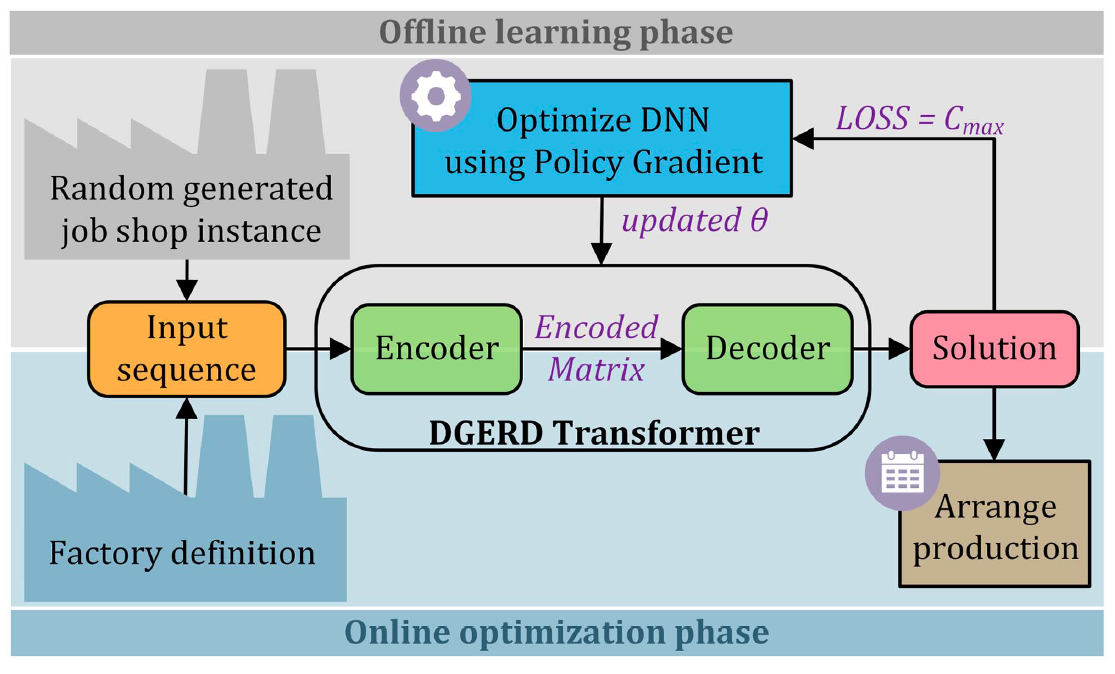 Offline learning phase
Optimize DNN
using Policy Gradient
LOSS = Cmax
Random generated
job shop instance
updated θ
Input
sequence
Encoder
Encoded
Matrix
Decoder
Solution
DGERD Transformer
Factory definition
Arrange
production
Online optimization phase